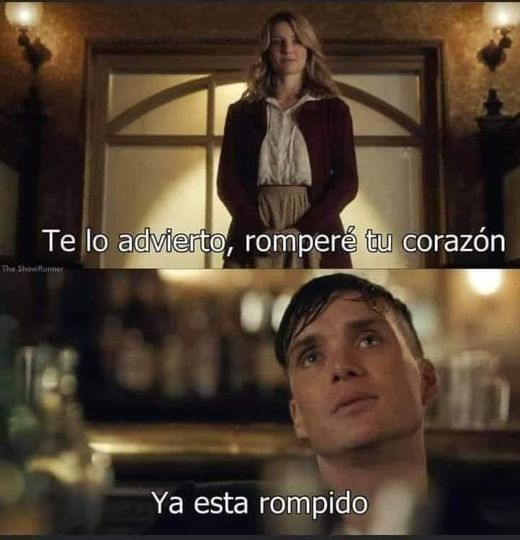 Te lo advierto, romperé tu corazón
The ShowRunner
Ya esta rompido